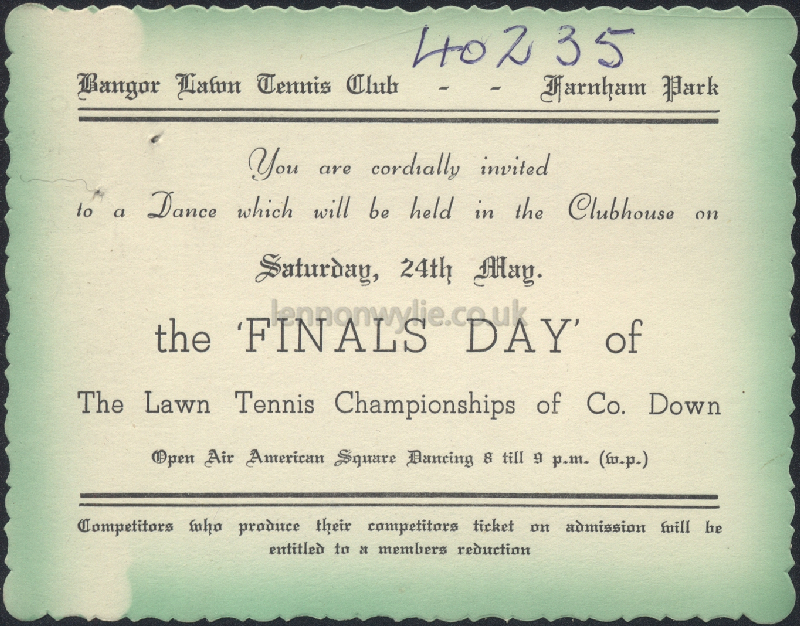 40235
Bangor Lawn Tennis Club - - Farnham Park
You are cordially invited
to a Dance which will be held in the Clubhouse on
Saturday, 24th May.
lennonwylie.co.uk
the 'FINALS DAY' of
The Lawn Tennis Championships of Co. Down
Open Air American Square Dancing 8 till 9 p.m. (w.p.)
Competitors who produce their competitors ticket on admission will be
entitled to a members reduction